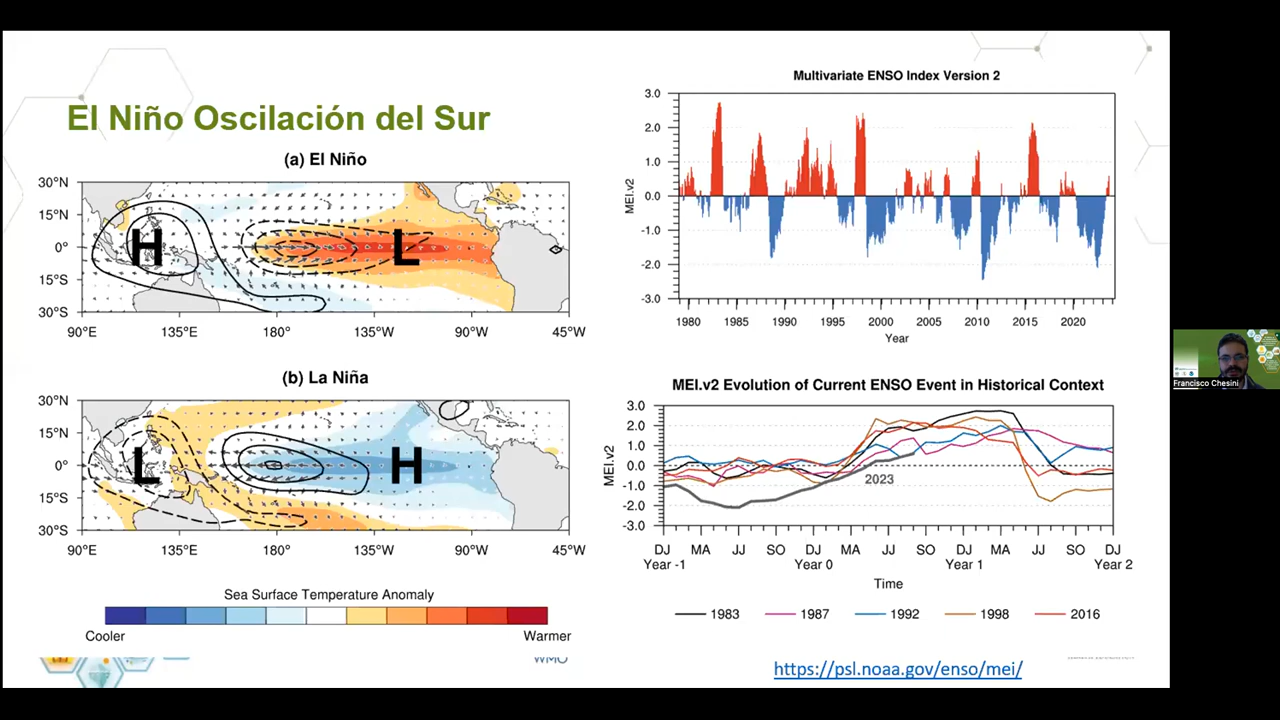 El Niño Oscilación del Sur
(a) El Niño
30°N
15°N
0°
15°S
30°S
H
L
90°E 135°E 180° 135°W 90°W 45°W
(b) La Niña
30°N
15°N
0°
15°S
30°S
L
H
90°E 135°E 180° 135°W 90°W 45°W
Sea Surface Temperature Anomaly
Cooler Warmer
WMO
Multivariate ENSO Index Version 2
MEI.v2
3.0
2.0
1.0
0.0
-1.0
-2.0
-3.0
1980 1985 1990 1995 2000 2005 2010 2015 2020
Year
MEI.v2 Evolution of Current ENSO Event in Historical Context
MEI.v2
3.0
2.0
1.0
0.0
-1.0
-2.0
-3.0
2023
DJ MA JJ SO DJ MA JJ SO DJ MA JJ SO DJ
Year -1 Year 0 Year 1 Year 2
Time
1983 1987 1992 1998 2016
https://psl.noaa.gov/enso/mei/
Francisco Chesini